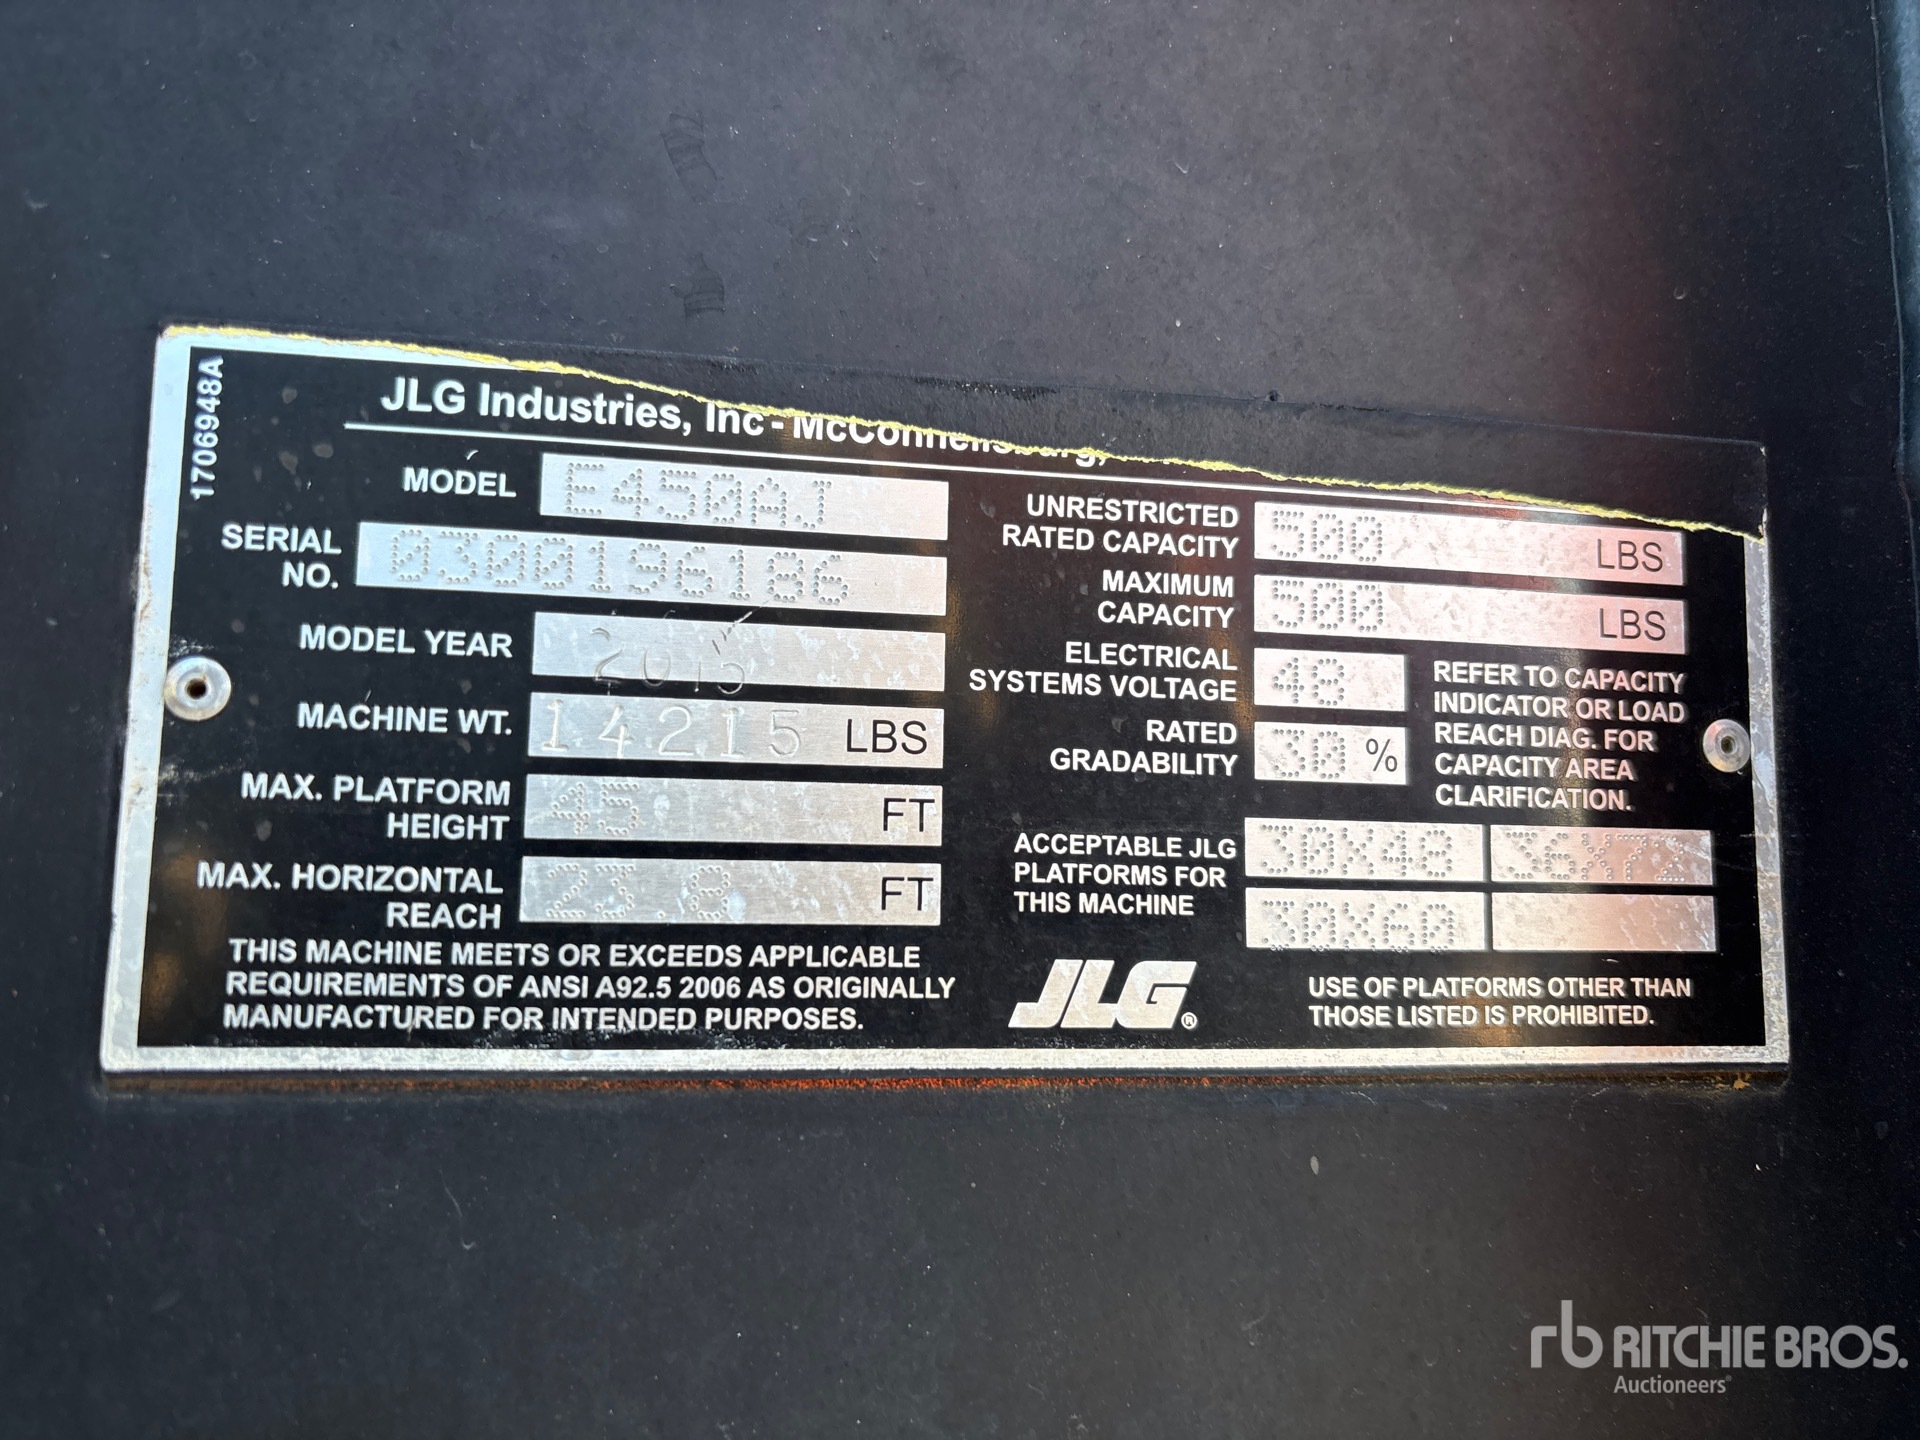 1706948A
JLG Industries, Inc - McConnellsburg,
MODEL E450AJ
SERIAL NO. 0300196186
MODEL YEAR 2015
MACHINE WT. 14215 LBS
MAX. PLATFORM HEIGHT 45 FT
MAX. HORIZONTAL REACH 23.8 FT
THIS MACHINE MEETS OR EXCEEDS APPLICABLE
REQUIREMENTS OF ANSI A92.5 2006 AS ORIGINALLY
MANUFACTURED FOR INTENDED PURPOSES.
UNRESTRICTED RATED CAPACITY 500 LBS
MAXIMUM CAPACITY 500 LBS
ELECTRICAL SYSTEMS VOLTAGE 48
RATED GRADABILITY 30 %
REFER TO CAPACITY
INDICATOR OR LOAD
REACH DIAG. FOR
CAPACITY AREA
CLARIFICATION.
ACCEPTABLE JLG
PLATFORMS FOR
THIS MACHINE
30X48 36X72
30X60
JLG®
USE OF PLATFORMS OTHER THAN
THOSE LISTED IS PROHIBITED.
rb RITCHIE BROS.
Auctioneers®